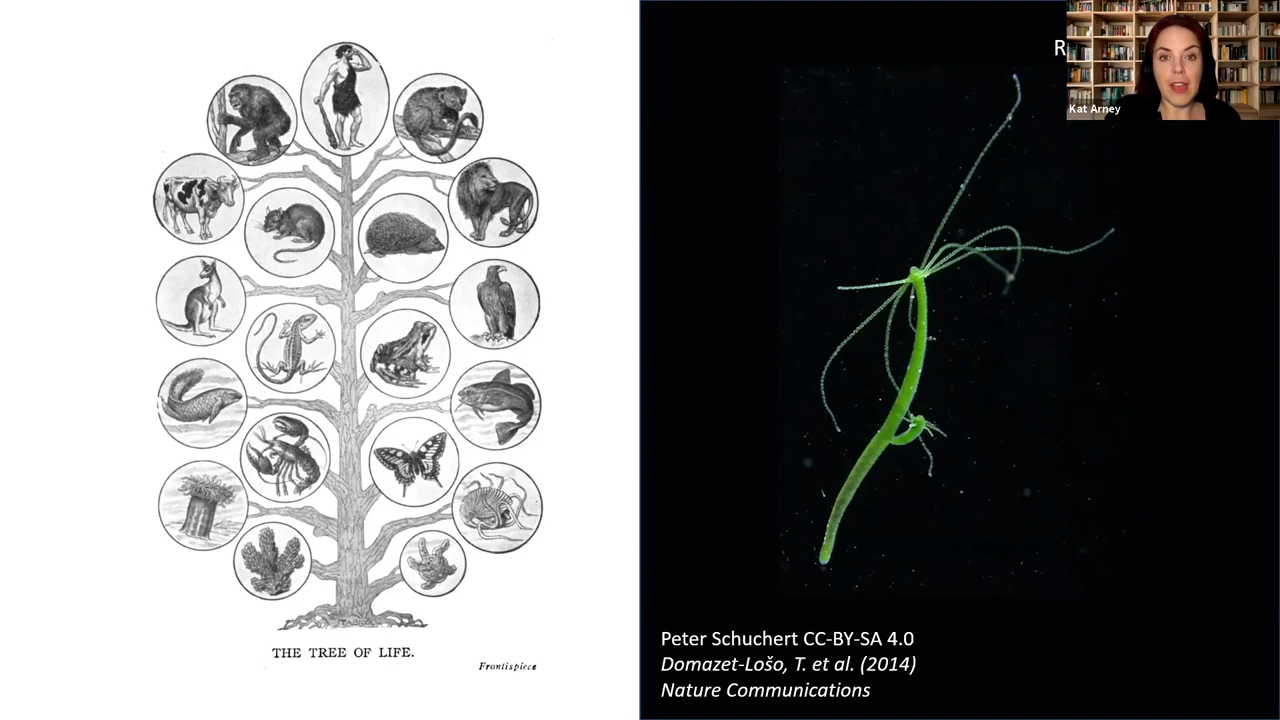 THE TREE OF LIFE.
Frontispiece
R
Kat Arney
Peter Schuchert CC-BY-SA 4.0
Domazet-Lošo, T. et al. (2014)
Nature Communications